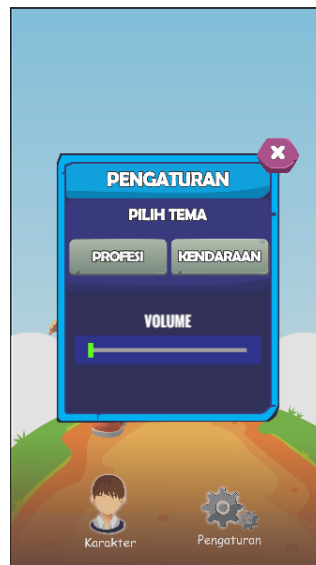 PENGATURAN
PILIH TEMA
PROFESI KENDARAAN
VOLUME
Karakter Pengaturan